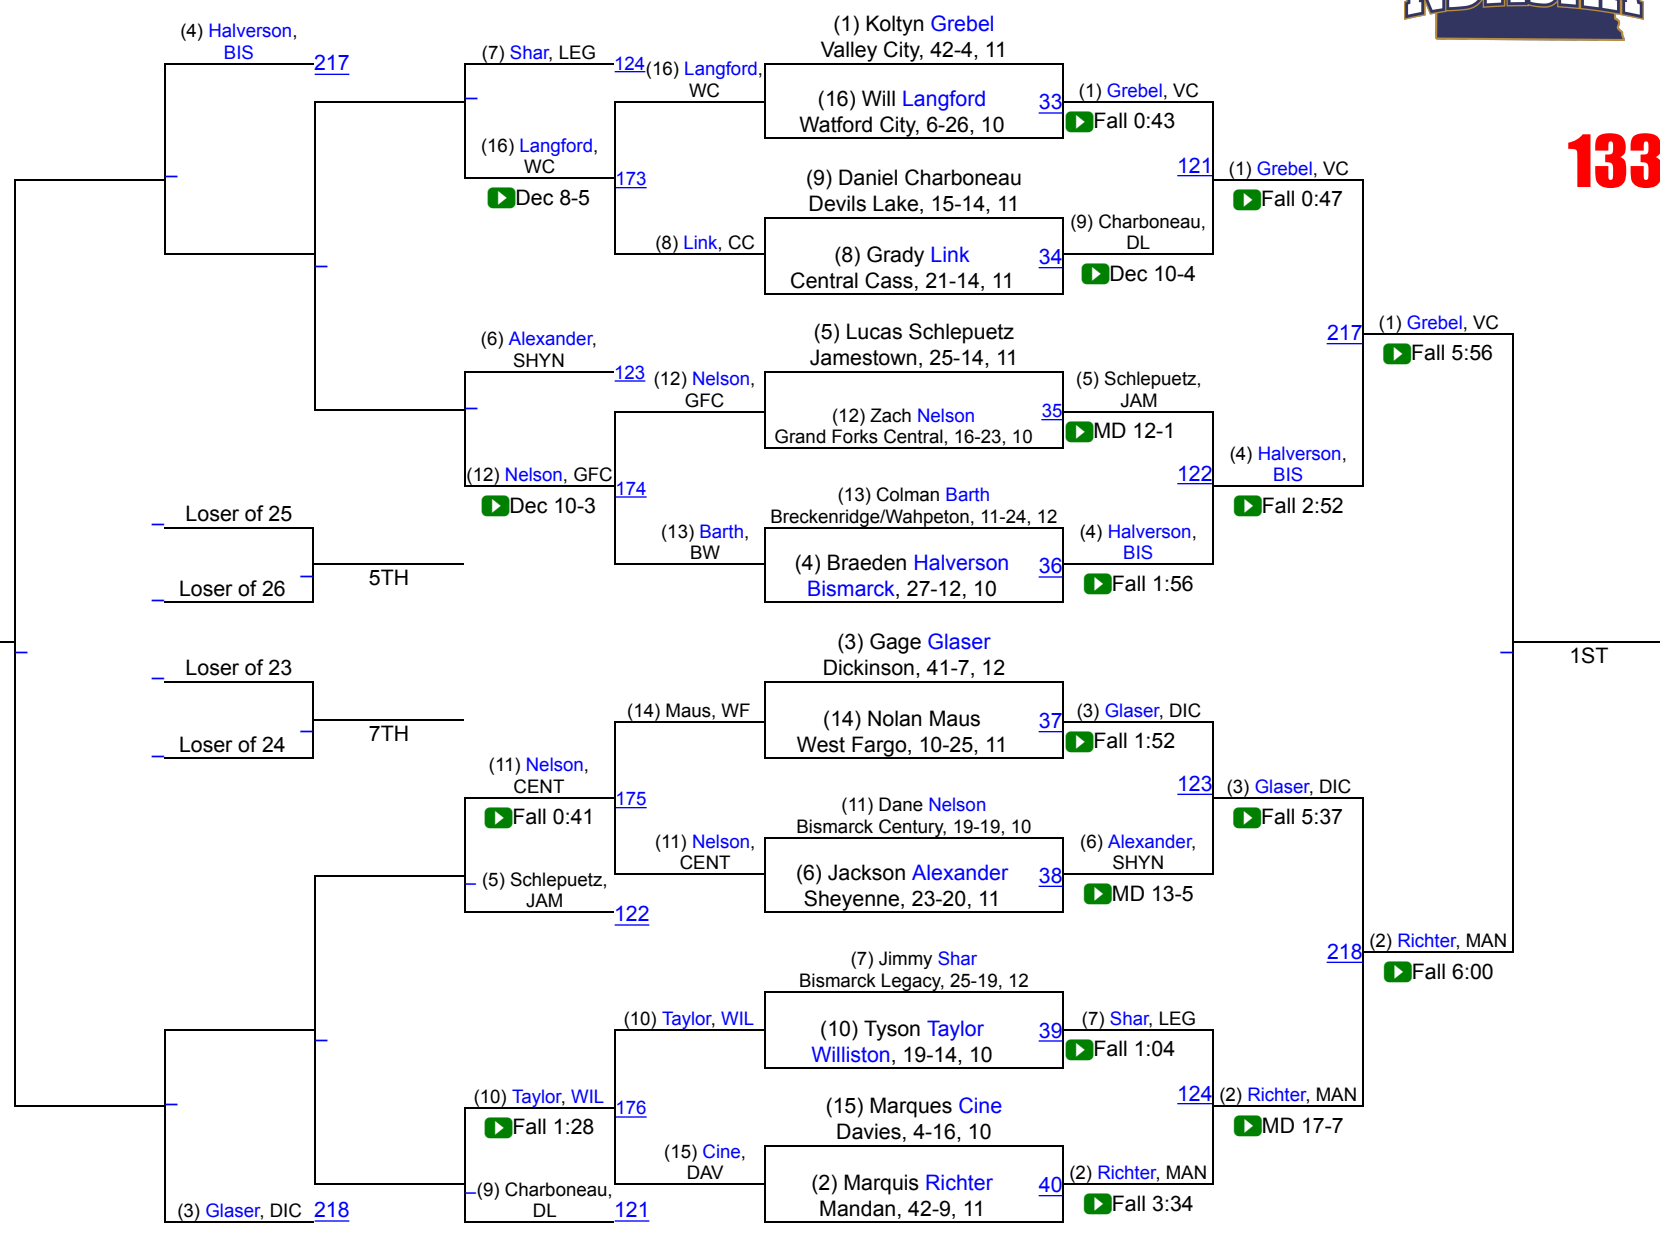 (4) Halverson,
BIS
217
(7) Shar, LEG
124
(16) Langford,
WC
Dec 8-5
173
(16) Langford,
WC
(8) Link, CC
(6) Alexander,
SHYN
123
(12) Nelson, GFC
Dec 10-3
174
(12) Nelson,
GFC
(13) Barth,
BW
Loser of 25
Loser of 26
5TH
Loser of 23
Loser of 24
7TH
(14) Maus, WF
(11) Nelson,
CENT
Fall 0:41
175
(11) Nelson,
CENT
(5) Schlepuetz,
JAM
122
(10) Taylor, WIL
(10) Taylor, WIL
Fall 1:28
176
(15) Cine,
DAV
(9) Charboneau,
DL
121
(3) Glaser, DIC
218
(1) Koltyn Grebel
Valley City, 42-4, 11
(16) Will Langford
Watford City, 6-26, 10
33
(9) Daniel Charboneau
Devils Lake, 15-14, 11
(8) Grady Link
Central Cass, 21-14, 11
34
(5) Lucas Schlepuetz
Jamestown, 25-14, 11
(12) Zach Nelson
Grand Forks Central, 16-23, 10
35
(13) Colman Barth
Breckenridge/Wahpeton, 11-24, 12
(4) Braeden Halverson
Bismarck, 27-12, 10
36
(3) Gage Glaser
Dickinson, 41-7, 12
(14) Nolan Maus
West Fargo, 10-25, 11
37
(11) Dane Nelson
Bismarck Century, 19-19, 10
(6) Jackson Alexander
Sheyenne, 23-20, 11
38
(7) Jimmy Shar
Bismarck Legacy, 25-19, 12
(10) Tyson Taylor
Williston, 19-14, 10
39
(15) Marques Cine
Davies, 4-16, 10
(2) Marquis Richter
Mandan, 42-9, 11
40
(1) Grebel, VC
Fall 0:43
121
(9) Charboneau,
DL
Dec 10-4
(5) Schlepuetz,
JAM
MD 12-1
122
(4) Halverson,
BIS
Fall 1:56
(3) Glaser, DIC
Fall 1:52
123
(6) Alexander,
SHYN
MD 13-5
(7) Shar, LEG
Fall 1:04
124
(2) Richter, MAN
Fall 3:34
(1) Grebel, VC
Fall 0:47
217
(4) Halverson,
BIS
Fall 2:52
(3) Glaser, DIC
Fall 5:37
218
(2) Richter, MAN
MD 17-7
(1) Grebel, VC
Fall 5:56
(2) Richter, MAN
Fall 6:00
1ST
133